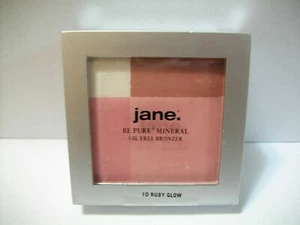 jane.
BE PURE® MINERAL
OIL FREE BRONZER
10 RUBY GLOW